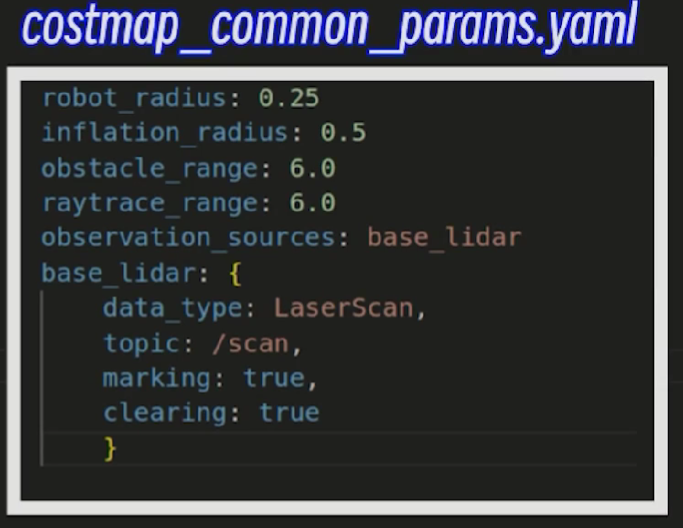 costmap_common_params.yaml
robot_radius: 0.25
inflation_radius: 0.5
obstacle_range: 6.0
raytrace_range: 6.0
observation_sources: base_lidar
base_lidar: {
    data_type: LaserScan,
    topic: /scan,
    marking: true,
    clearing: true
    }